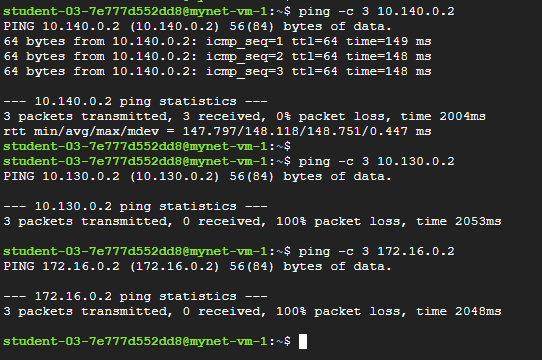 student-03-7e777d552dd8@mynet-vm-1:~$ ping -c 3 10.140.0.2
PING 10.140.0.2 (10.140.0.2) 56(84) bytes of data.
64 bytes from 10.140.0.2: icmp_seq=1 ttl=64 time=149 ms
64 bytes from 10.140.0.2: icmp_seq=2 ttl=64 time=148 ms
64 bytes from 10.140.0.2: icmp_seq=3 ttl=64 time=148 ms
--- 10.140.0.2 ping statistics ---
3 packets transmitted, 3 received, 0% packet loss, time 2004ms
rtt min/avg/max/mdev = 147.797/148.118/148.751/0.447 ms
student-03-7e777d552dd8@mynet-vm-1:~$
student-03-7e777d552dd8@mynet-vm-1:~$ ping -c 3 10.130.0.2
PING 10.130.0.2 (10.130.0.2) 56(84) bytes of data.
--- 10.130.0.2 ping statistics ---
3 packets transmitted, 0 received, 100% packet loss, time 2053ms
student-03-7e777d552dd8@mynet-vm-1:~$ ping -c 3 172.16.0.2
PING 172.16.0.2 (172.16.0.2) 56(84) bytes of data.
--- 172.16.0.2 ping statistics ---
3 packets transmitted, 0 received, 100% packet loss, time 2048ms
student-03-7e777d552dd8@mynet-vm-1:~$